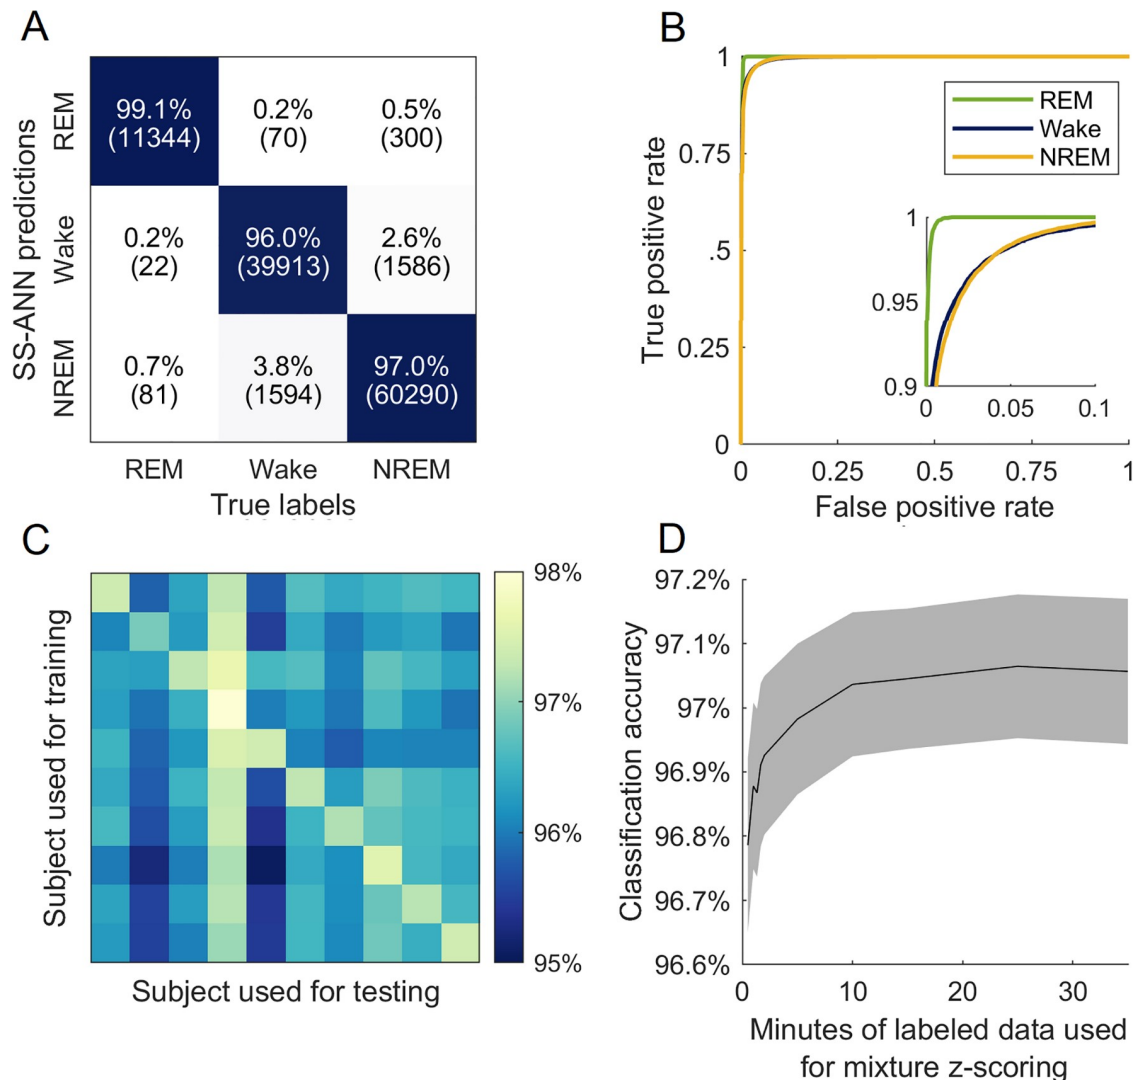 A
SS-ANN predictions
REM
Wake
NREM
99.1%
(11344)
0.2%
(70)
0.5%
(300)
0.2%
(22)
96.0%
(39913)
2.6%
(1586)
0.7%
(81)
3.8%
(1594)
97.0%
(60290)
REM
Wake
NREM
True labels
B
True positive rate
1
0.75
.5
0.25
0
REM
Wake
NREM
1
0.95
0.9
0
0.05
0.1
0
0.25
0.5
0.75
1
False positive rate
C
Subject used for training
98%
97%
96%
95%
Subject used for testing
D
Classification accuracy
97.2%
97.1%
97%
96.9%
96.8%
96.7%
96.6%
0
10
20
30
Minutes of labeled data used
for mixture z-scoring